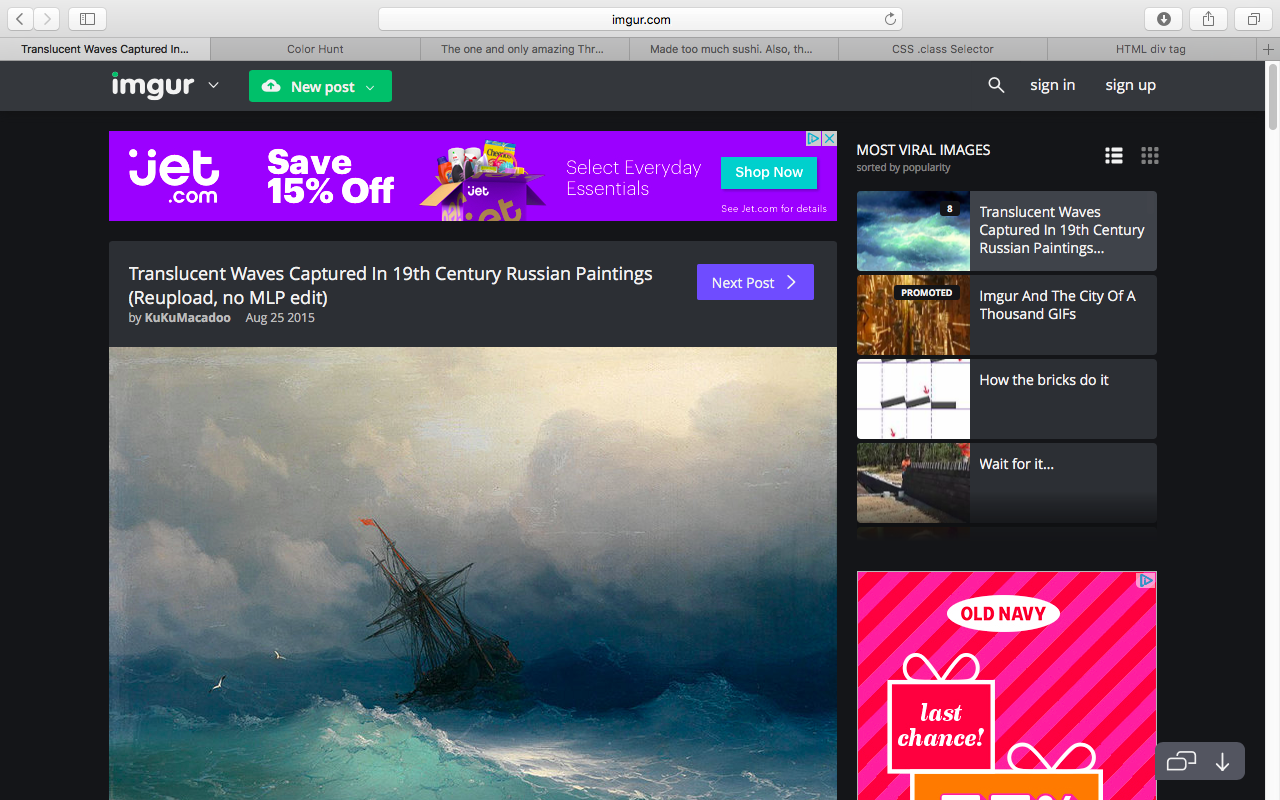 imgur.com
Translucent Waves Captured In...
Color Hunt
The one and only amazing Thr...
Made too much sushi. Also, th...
CSS .class Selector
HTML div tag
imgur
New post
sign in
sign up
Jet
.com
Save
15% Off
Cheerios
jet
jet
Select Everyday
Essentials
Shop Now
See Jet.com for details
Translucent Waves Captured In 19th Century Russian Paintings
(Reupload, no MLP edit)
by KuKuMacadoo Aug 25 2015
Next Post
MOST VIRAL IMAGES
sorted by popularity
8
Translucent Waves
Captured In 19th Century
Russian Paintings...
PROMOTED
Imgur And The City Of A
Thousand GIFs
How the bricks do it
Wait for it...
OLD NAVY
last
chance!